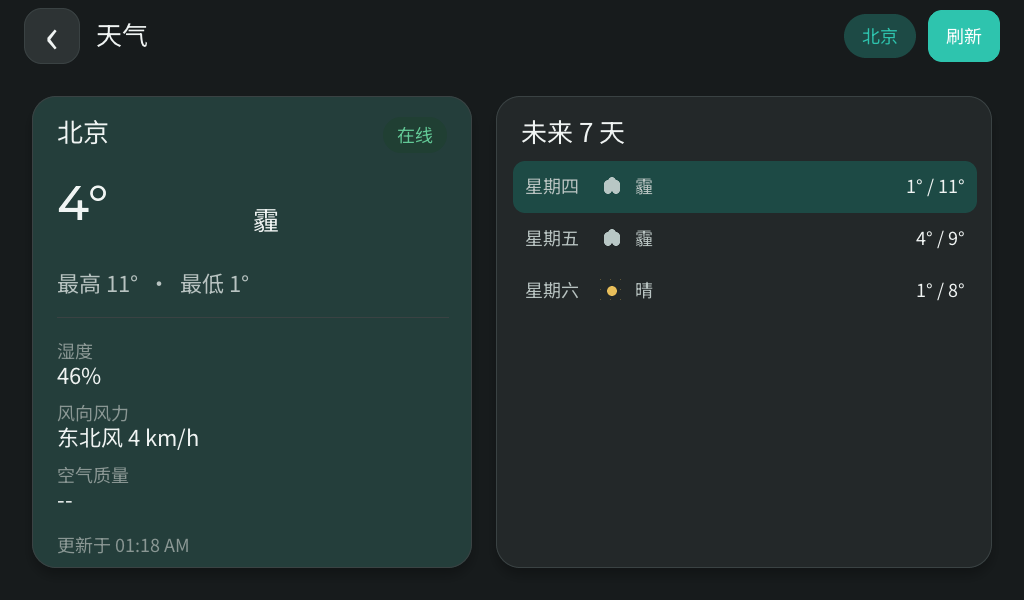 天气
北京
刷新
北京
在线
4°
霾
最高 11° • 最低 1°
湿度
46%
风向风力
东北风 4 km/h
空气质量
--
更新于 01:18 AM
未来 7 天
星期四 霾 1° / 11°
星期五 霾 4° / 9°
星期六 晴 1° / 8°